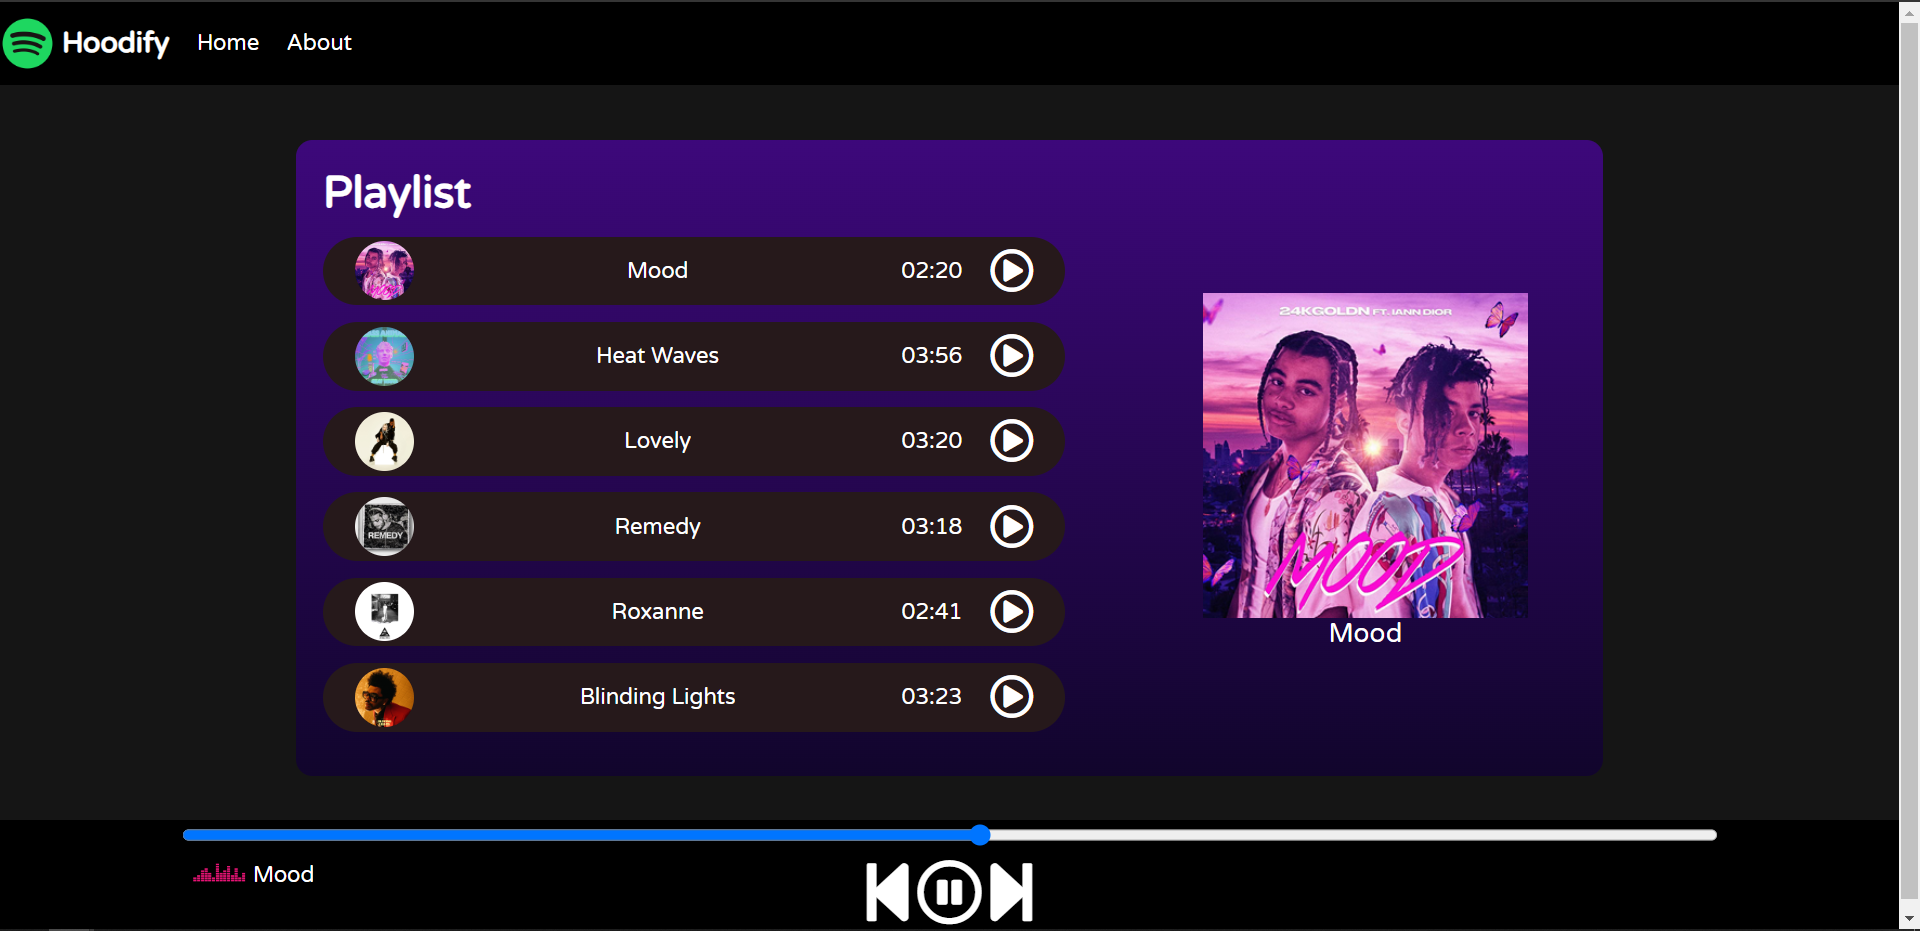 Hoodify Home About
Playlist
Mood 02:20
Heat Waves 03:56
Lovely 03:20
REMEDY
Remedy 03:18
Roxanne 02:41
Blinding Lights 03:23
24KGOLDN FT. IANN DIOR
MOOD
Mood
Mood